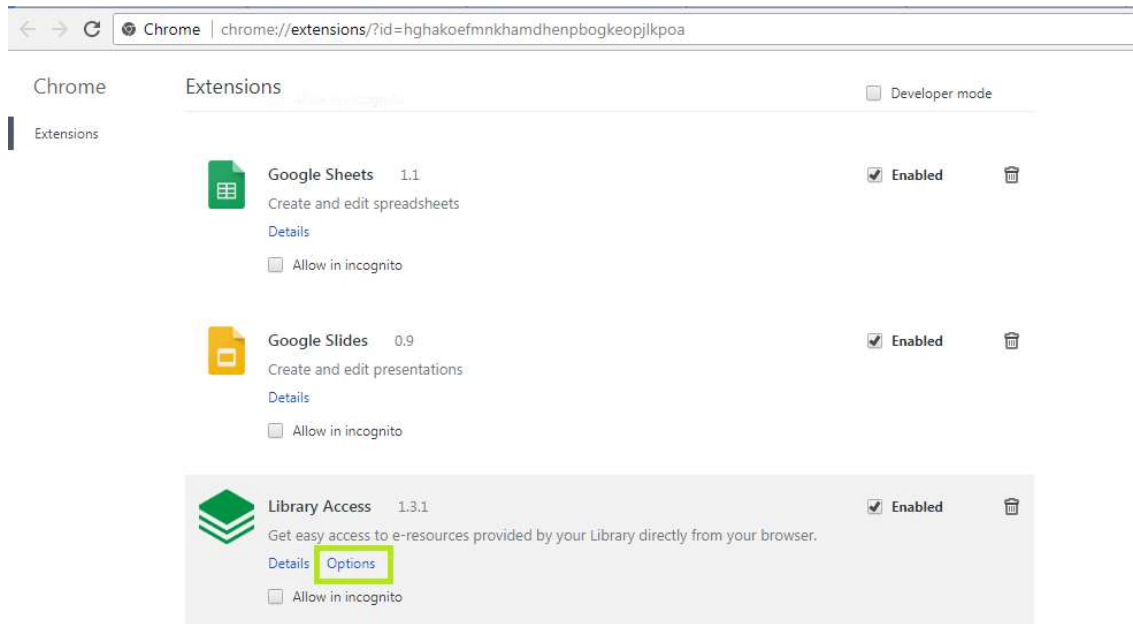 Chrome | chrome://extensions/?id=hghakoefmnkhamdhenpbogkeopjlkpoa
Chrome
Extensions
Developer mode
Extensions
Allow in incognito
Google Sheets 1.1
Enabled
Create and edit spreadsheets
Details
Allow in incognito
Google Slides 0.9
Enabled
Create and edit presentations
Details
Allow in incognito
Library Access 1.3.1
Enabled
Get easy access to e-resources provided by your Library directly from your browser.
Details Options
Allow in incognito